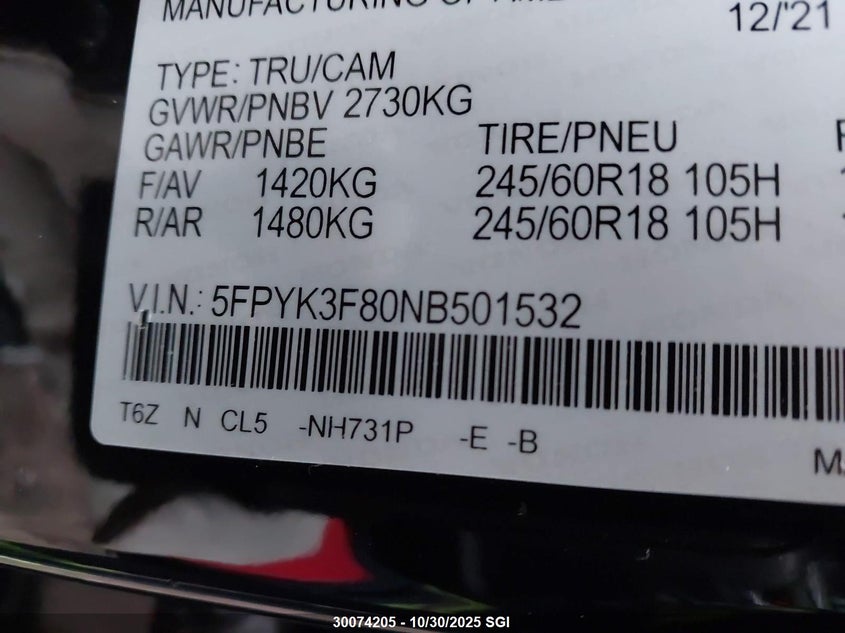 MANUFACTURING
12/'21
TYPE: TRU/CAM
GVWR/PNBV 2730KG
GAWR/PNBE TIRE/PNEU
F/AV 1420KG 245/60R18 105H
R/AR 1480KG 245/60R18 105H
V.I.N.: 5FPYK3F80NB501532
T6Z N CL5 -NH731P -E -B
30074205 - 10/30/2025 SGI